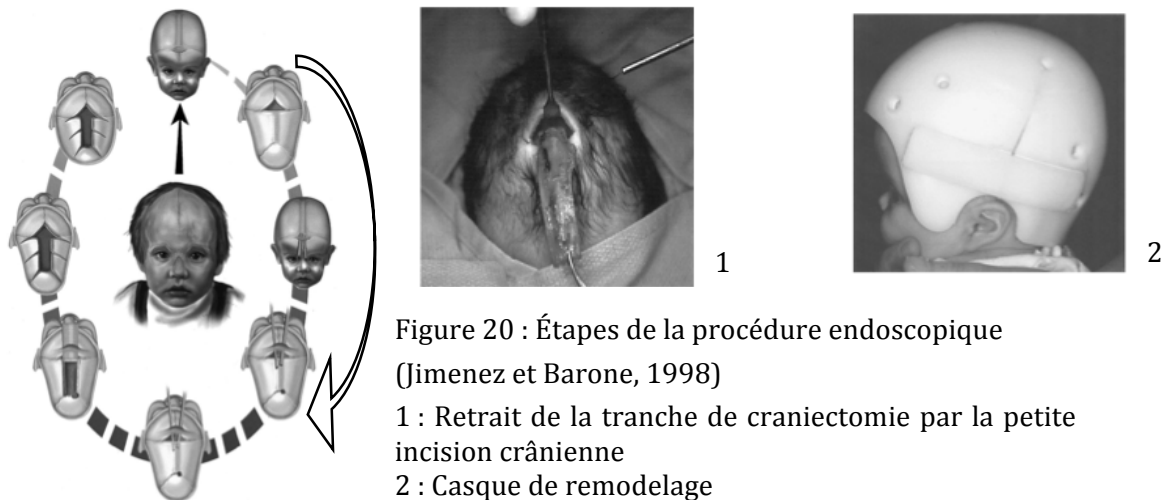 1
2
Figure 20 : Étapes de la procédure endoscopique
(Jimenez et Barone, 1998)
1 : Retrait de la tranche de craniectomie par la petite
incision crânienne
2 : Casque de remodelage